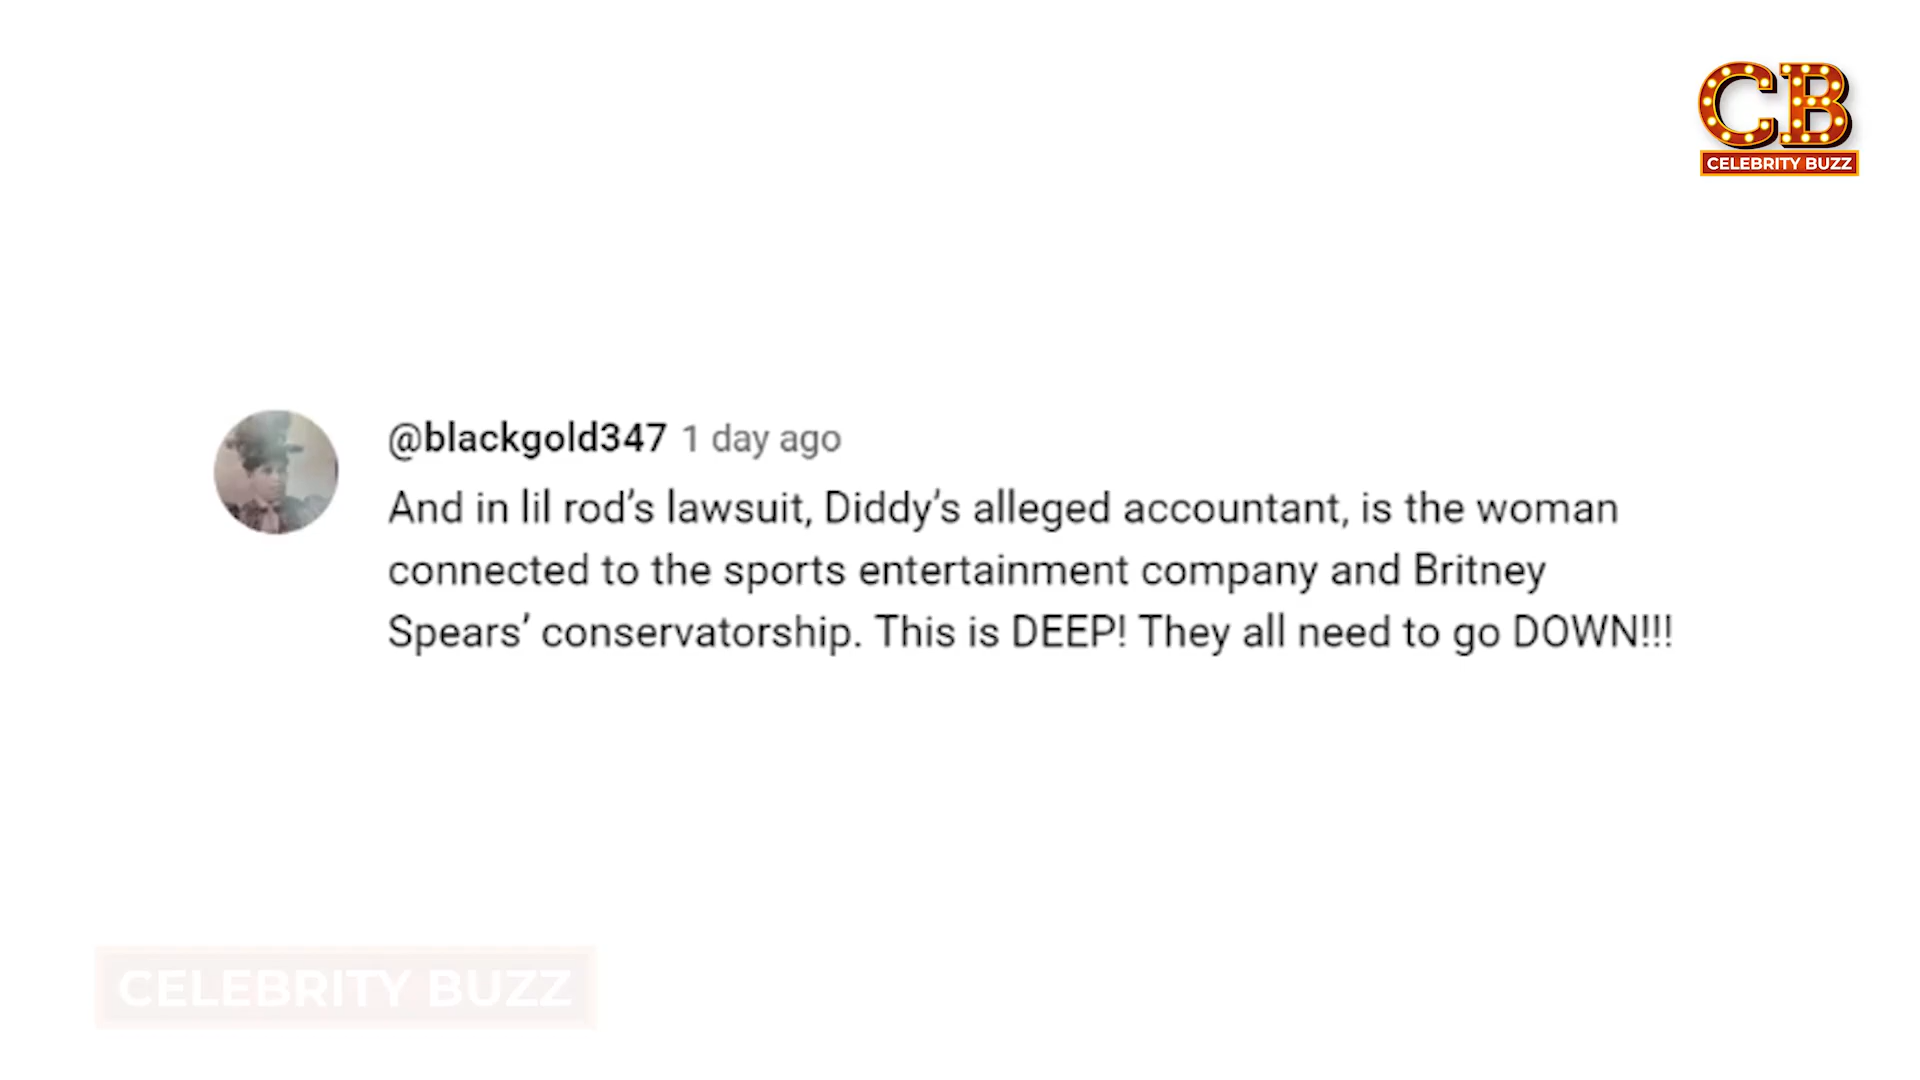 CB
CELEBRITY BUZZ
@blackgold347 1 day ago
And in lil rod’s lawsuit, Diddy’s alleged accountant, is the woman
connected to the sports entertainment company and Britney
Spears’ conservatorship. This is DEEP! They all need to go DOWN!!!
CELEBRITY BUZZ